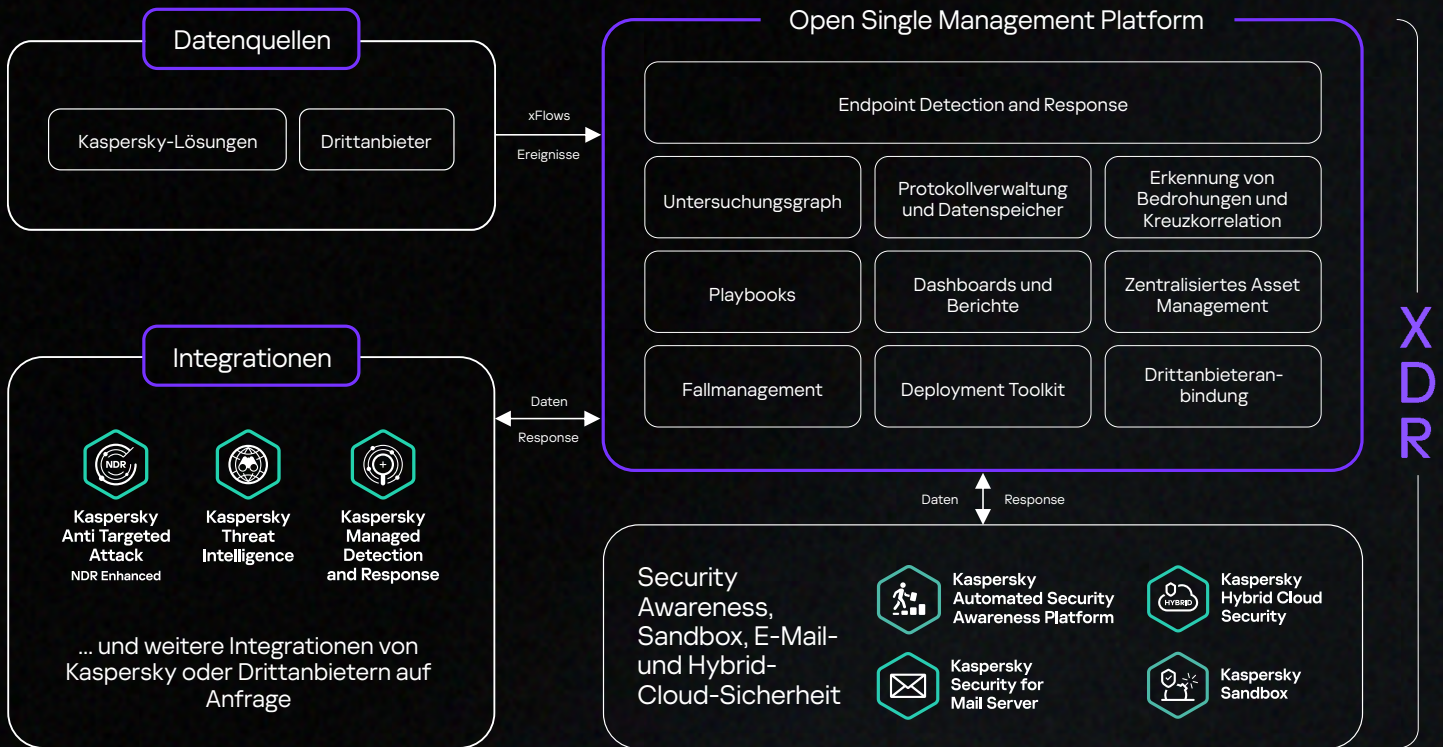 Datenquellen
Kaspersky-Lösungen
Drittanbieter
xFlows
Ereignisse
Open Single Management Platform
Endpoint Detection and Response
Untersuchungsgraph
Protokollverwaltung
und Datenspeicher
Erkennung von
Bedrohungen und
Kreuzkorrelation
Playbooks
Dashboards und
Berichte
Zentralisiertes Asset
Management
Fallmanagement
Deployment Toolkit
Drittanbieteran-
bindung
XDR
Integrationen
Daten
Response
NDR
Kaspersky
Anti Targeted
Attack
NDR Enhanced
Kaspersky
Threat
Intelligence
Kaspersky
Managed
Detection
and Response
... und weitere Integrationen von
Kaspersky oder Drittanbietern auf
Anfrage
Daten
Response
Security
Awareness,
Sandbox, E-Mail-
und Hybrid-
Cloud-Sicherheit
Kaspersky
Automated Security
Awareness Platform
HYBRID
Kaspersky
Hybrid Cloud
Security
Kaspersky
Security for
Mail Server
Kaspersky
Sandbox